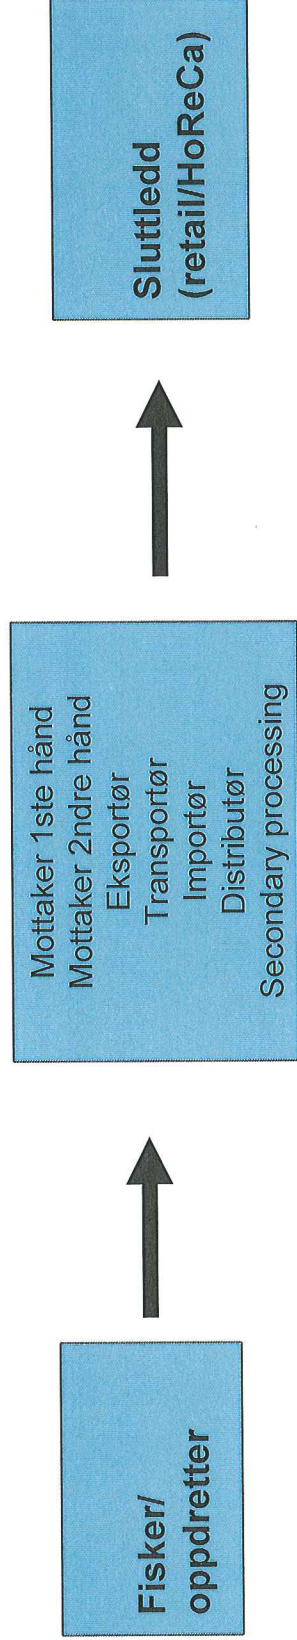 Fisker/
oppdretter
Mottaker 1ste hånd
Mottaker 2ndre hånd
Eksportør
Transportør
Importør
Distributør
Secondary processing
Sluttledd
(retail/HoReCa)